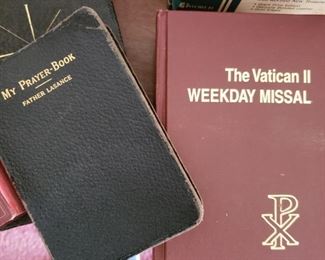 MY PRAYER-BOOK
FATHER LASANCE
The Vatican II
WEEKDAY MISSAL